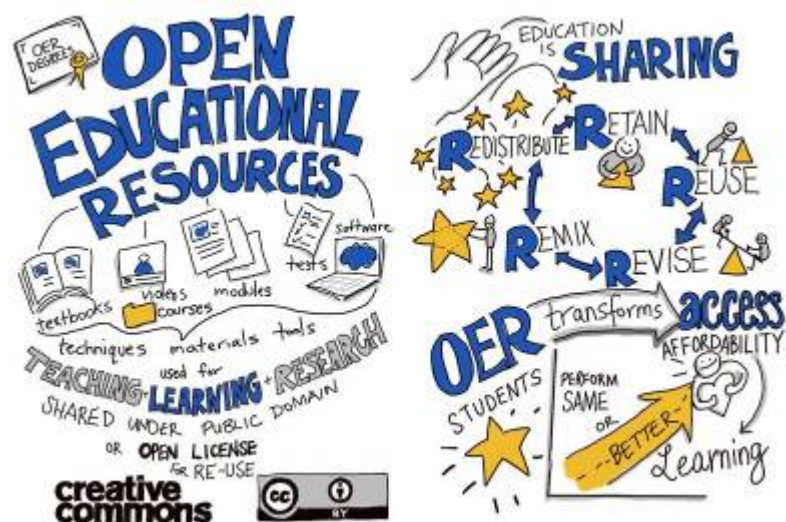 OER
DEGREE
OPEN
EDUCATIONAL
RESOURCES
textbooks
videos
courses
modules
tests
software
techniques materials tools
used for
TEACHING + LEARNING + RESEARCH
SHARED UNDER PUBLIC DOMAIN
OR OPEN LICENSE
FOR RE-USE
creative
commons
cc
BY
EDUCATION
IS
SHARING
REDISTRIBUTE
RETAIN
REUSE
REVISE
REMIX
OER transforms access
AFFORDABILITY
STUDENTS
PERFORM
SAME
OR
BETTER
Learning